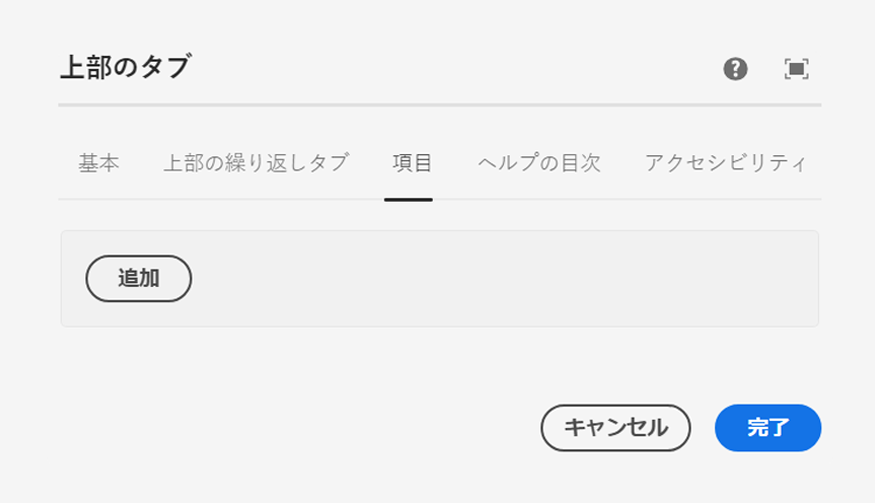 上部のタブ
基本 上部の繰り返しタブ 項目 ヘルプの目次 アクセシビリティ
追加
キャンセル 完了